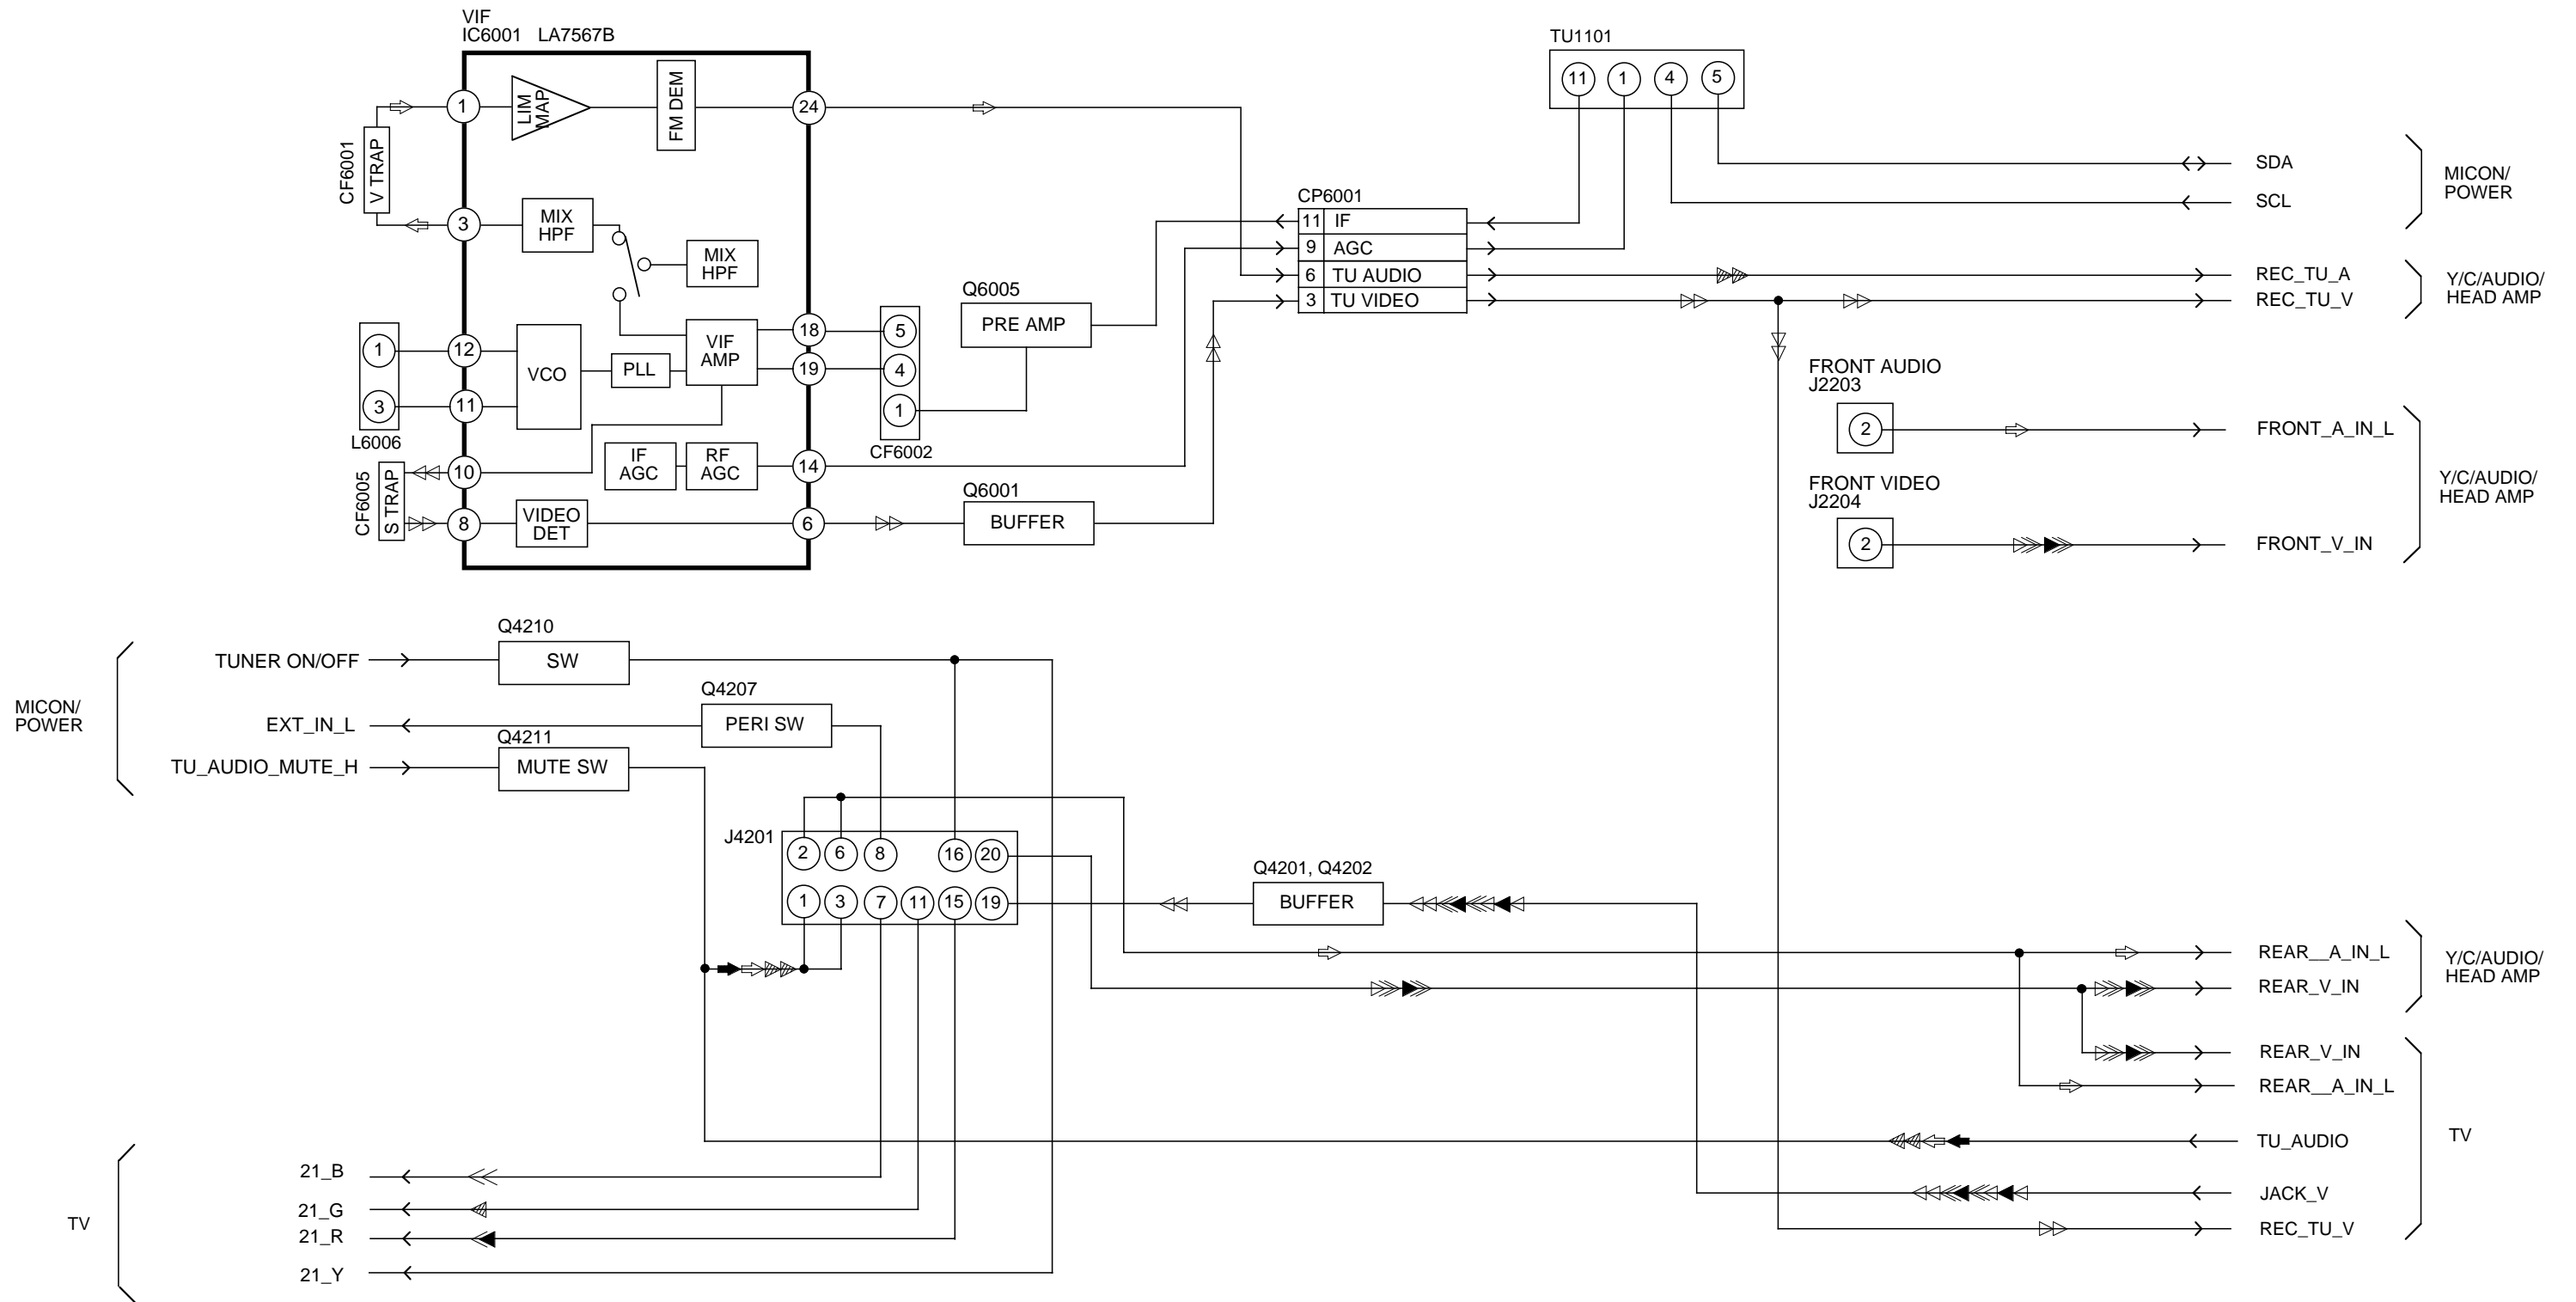 VIF
IC6001 LA7567B
TU1101
11 1 4 5
1
LIM
MAP
FM DEM
24
CF6001
V TRAP
SDA
SCL
MICON/
POWER
3
MIX
HPF
MIX
HPF
CP6001
11 IF
9 AGC
6 TU AUDIO
3 TU VIDEO
REC_TU_A
REC_TU_V
Y/C/AUDIO/
HEAD AMP
Q6005
PRE AMP
1
3
L6006
12
11
VCO
PLL
VIF
AMP
18
19
5
4
1
CF6002
FRONT AUDIO
J2203
2
FRONT_A_IN_L
FRONT VIDEO
J2204
2
FRONT_V_IN
Y/C/AUDIO/
HEAD AMP
CF6005
S TRAP
10
8
IF
AGC
RF
AGC
14
VIDEO
DET
6
Q6001
BUFFER
MICON/
POWER
TUNER ON/OFF
Q4210
SW
EXT_IN_L
Q4207
PERI SW
TU_AUDIO_MUTE_H
Q4211
MUTE SW
J4201
2 6 8 16 20
1 3 7 11 15 19
Q4201, Q4202
BUFFER
REAR__A_IN_L
REAR_V_IN
Y/C/AUDIO/
HEAD AMP
REAR_V_IN
REAR__A_IN_L
TU_AUDIO
JACK_V
REC_TU_V
TV
TV
21_B
21_G
21_R
21_Y